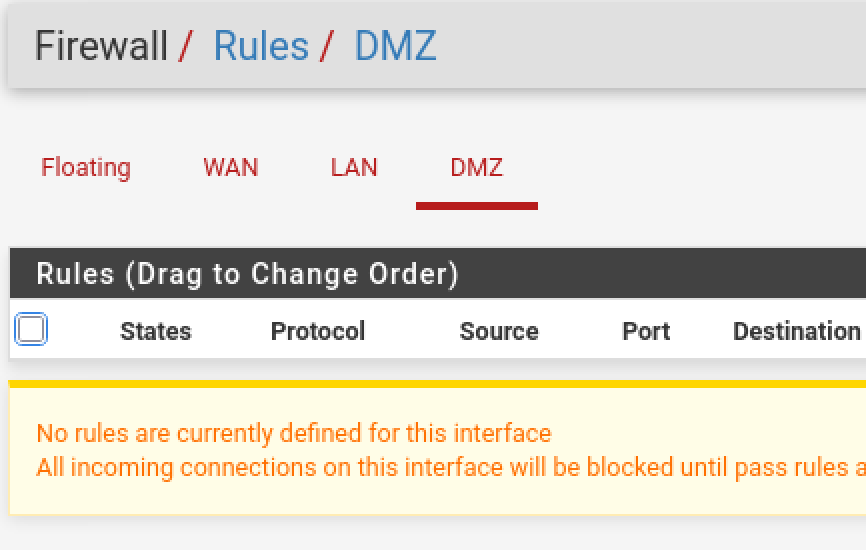 Firewall / Rules / DMZ
Floating WAN LAN DMZ
Rules (Drag to Change Order)
States Protocol Source Port Destination
No rules are currently defined for this interface
All incoming connections on this interface will be blocked until pass rules a